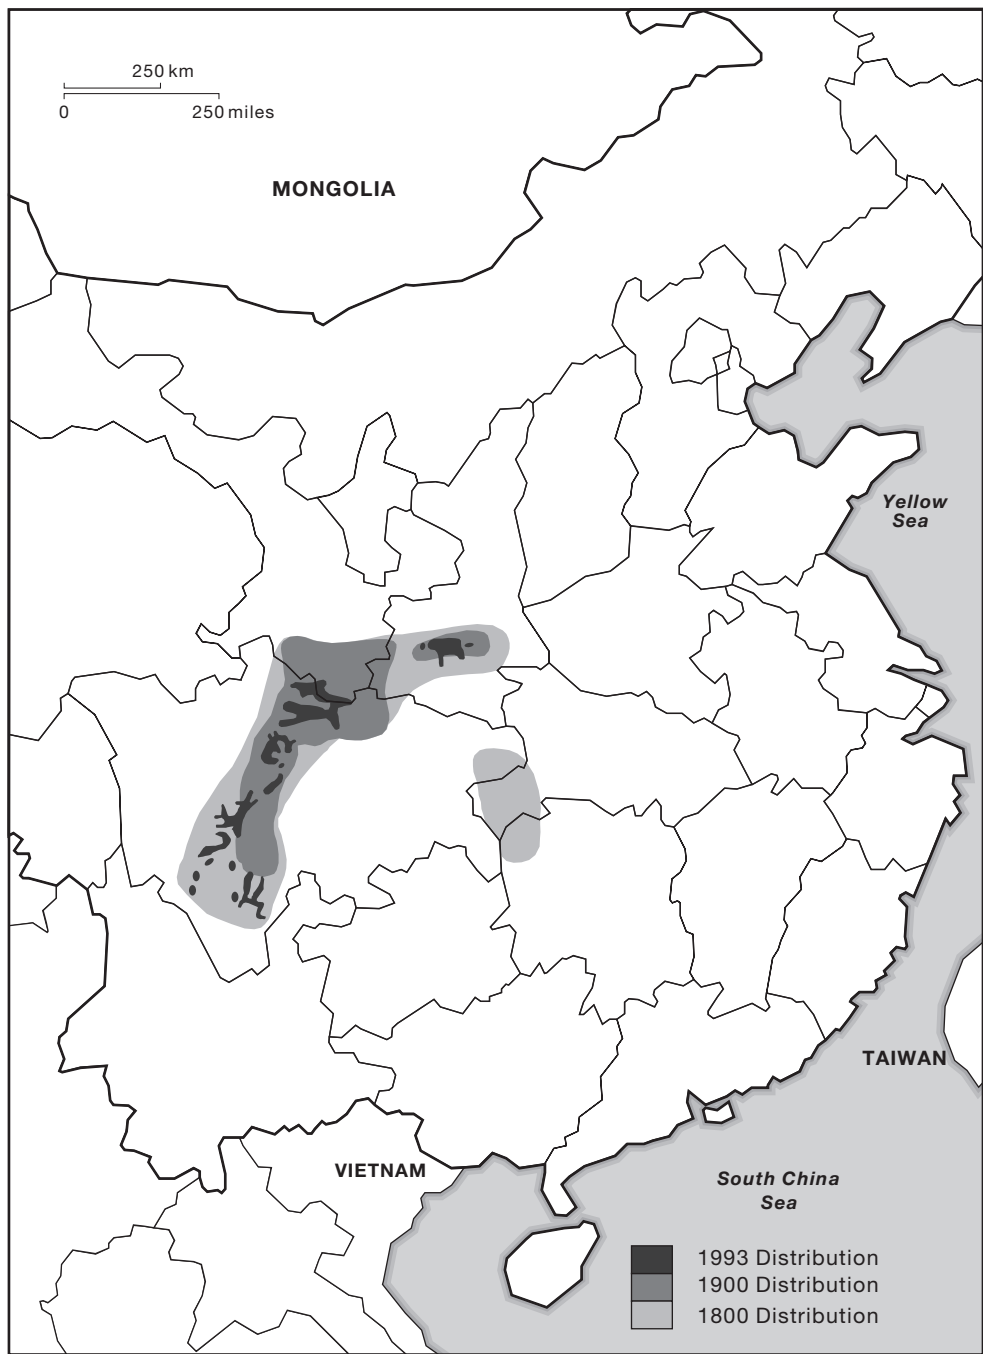 250 km
0 250 miles
MONGOLIA
Yellow
Sea
TAIWAN
VIETNAM
South China
Sea
1993 Distribution
1900 Distribution
1800 Distribution